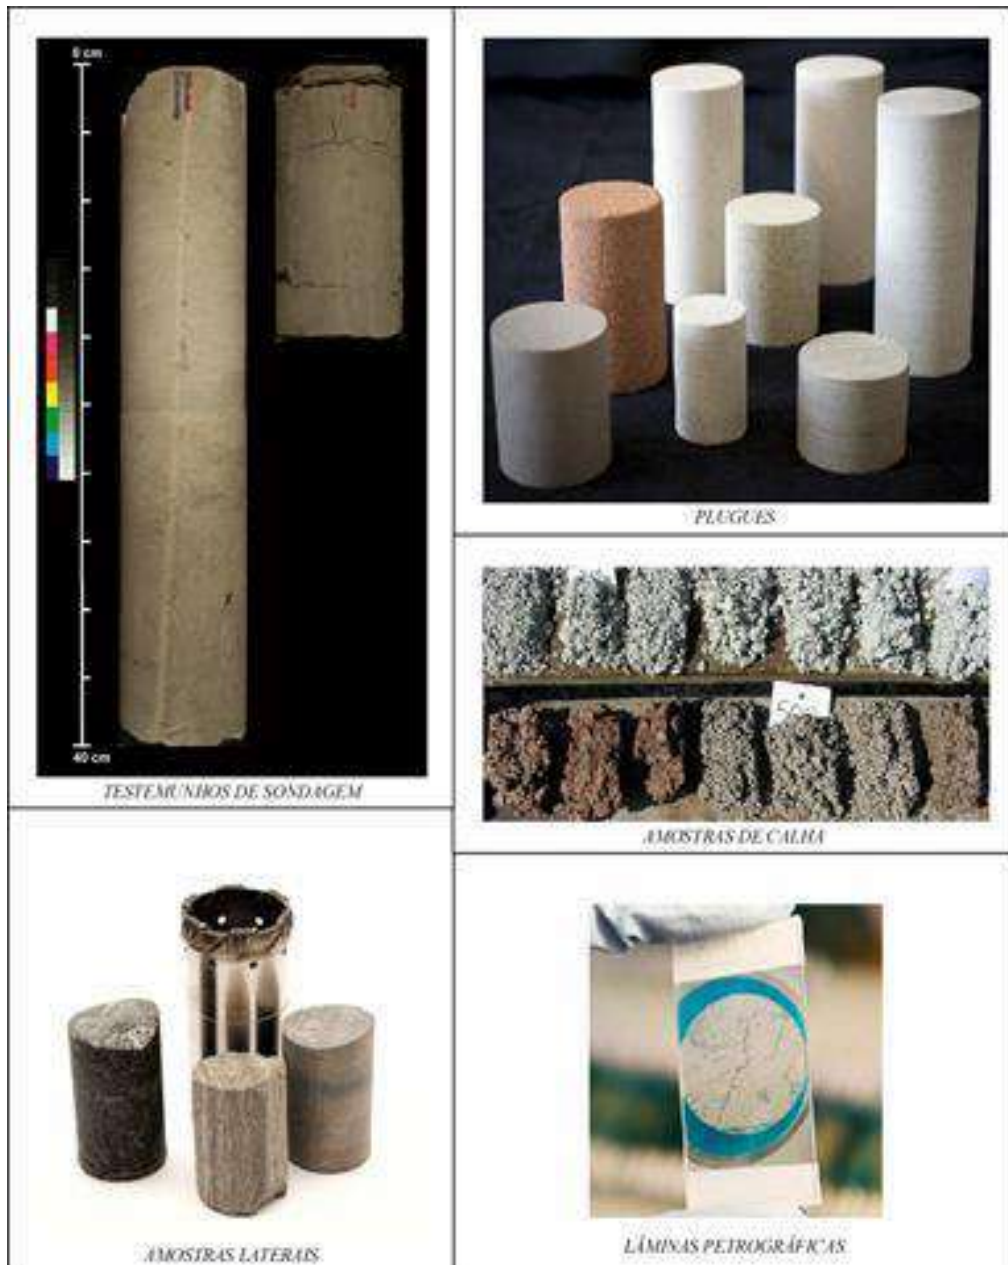 0 cm
40 cm
TESTEMUNHOS DE SONDAGEM
PLUGUES
AMOSTRAS DE CALHA
AMOSTRAS LATERAIS
LÂMINAS PETROGRÁFICAS